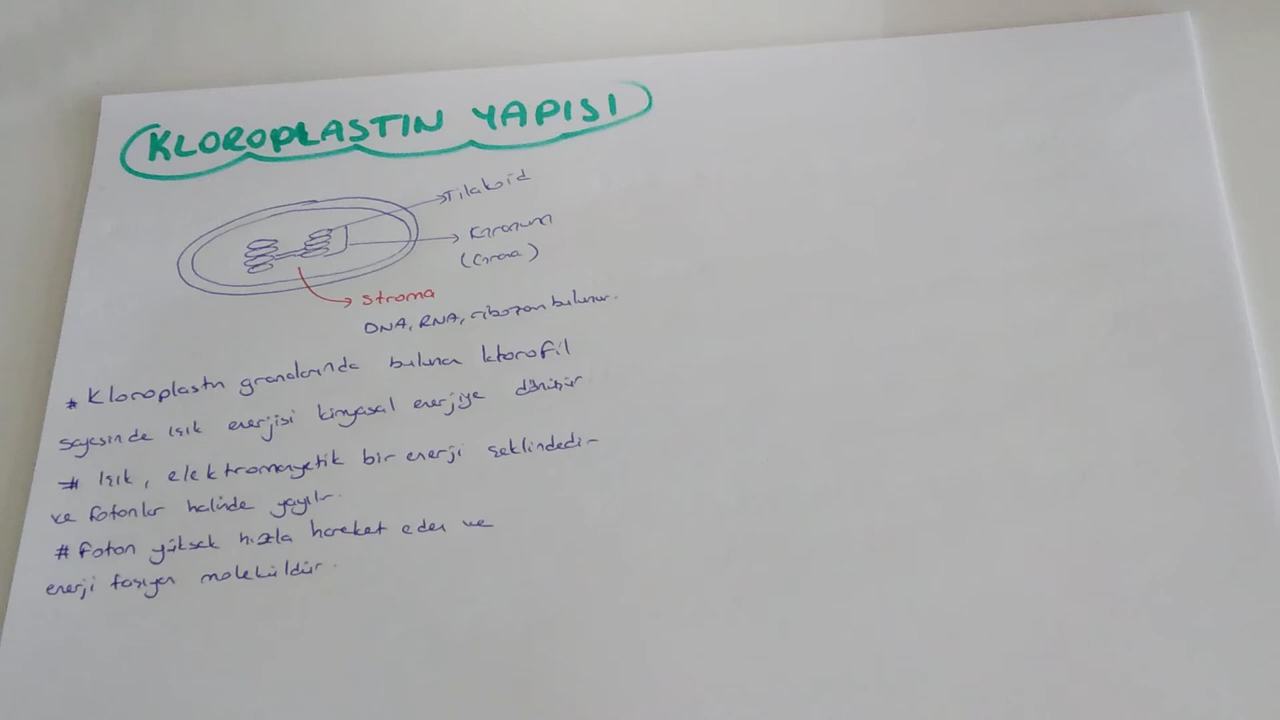 KLOROPLASTIN YAPISI
Tilakoid
Granum
(Grana)
Stroma
DNA, RNA, ribozom bulunur.
* Kloroplastın granalarında buluna klorofil
sayesinde ışık enerjisi kimyasal enerjiye dönüşür
# Işık, elektromanyetik bir enerji şeklindedir
ve fotonlar halinde yayılır.
# Foton yüksek hızla hareket eden ve
enerji taşıyan moleküldür.